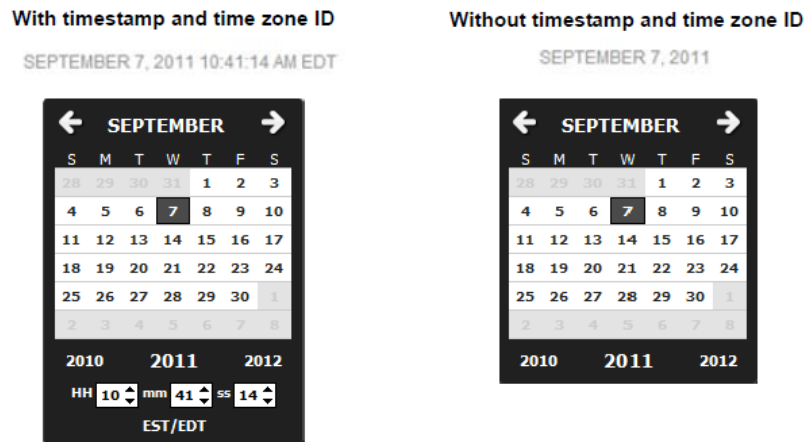 With timestamp and time zone ID
SEPTEMBER 7, 2011 10:41:14 AM EDT
SEPTEMBER
S M T W T F S
28 29 30 31 1 2 3
4 5 6 7 8 9 10
11 12 13 14 15 16 17
18 19 20 21 22 23 24
25 26 27 28 29 30 1
2 3 4 5 6 7 8
2010 2011 2012
HH 10 mm 41 ss 14
EST/EDT
Without timestamp and time zone ID
SEPTEMBER 7, 2011
SEPTEMBER
S M T W T F S
28 29 30 31 1 2 3
4 5 6 7 8 9 10
11 12 13 14 15 16 17
18 19 20 21 22 23 24
25 26 27 28 29 30 1
2 3 4 5 6 7 8
2010 2011 2012